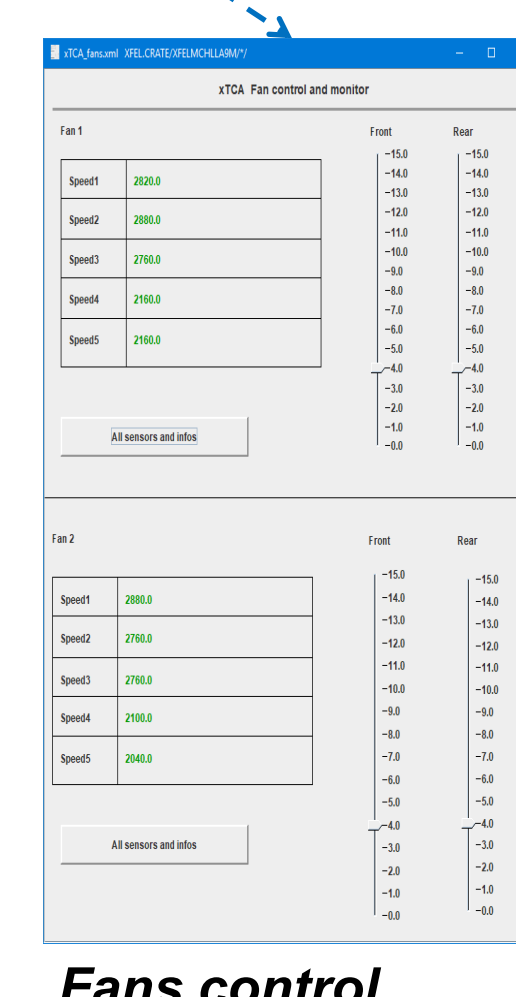 xTCA_fans.xml XFEL.CRATE/XFELMCHLLA9M/*/
xTCA Fan control and monitor
Fan 1
Front
Rear
Speed1 2820.0
Speed2 2880.0
Speed3 2760.0
Speed4 2160.0
Speed5 2160.0
All sensors and infos
–15.0 –15.0
–14.0 –14.0
–13.0 –13.0
–12.0 –12.0
–11.0 –11.0
–10.0 –10.0
–9.0 –9.0
–8.0 –8.0
–7.0 –7.0
–6.0 –6.0
–5.0 –5.0
–4.0 –4.0
–3.0 –3.0
–2.0 –2.0
–1.0 –1.0
–0.0 –0.0
Fan 2
Front
Rear
Speed1 2880.0
Speed2 2760.0
Speed3 2760.0
Speed4 2100.0
Speed5 2040.0
All sensors and infos
–15.0 –15.0
–14.0 –14.0
–13.0 –13.0
–12.0 –12.0
–11.0 –11.0
–10.0 –10.0
–9.0 –9.0
–8.0 –8.0
–7.0 –7.0
–6.0 –6.0
–5.0 –5.0
–4.0 –4.0
–3.0 –3.0
–2.0 –2.0
–1.0 –1.0
–0.0 –0.0
Fans control